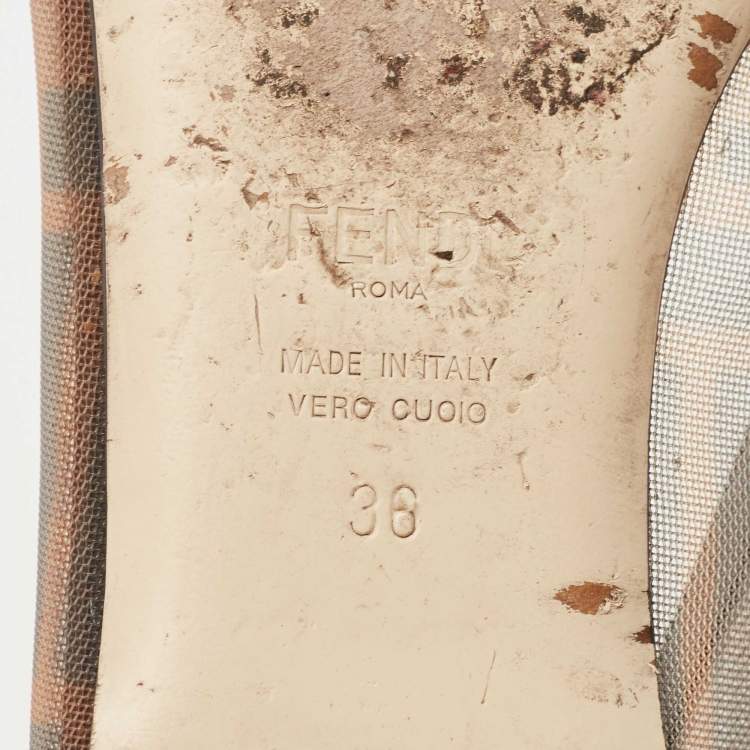 FENDI
ROMA
MADE IN ITALY
VERO CUOIO
38